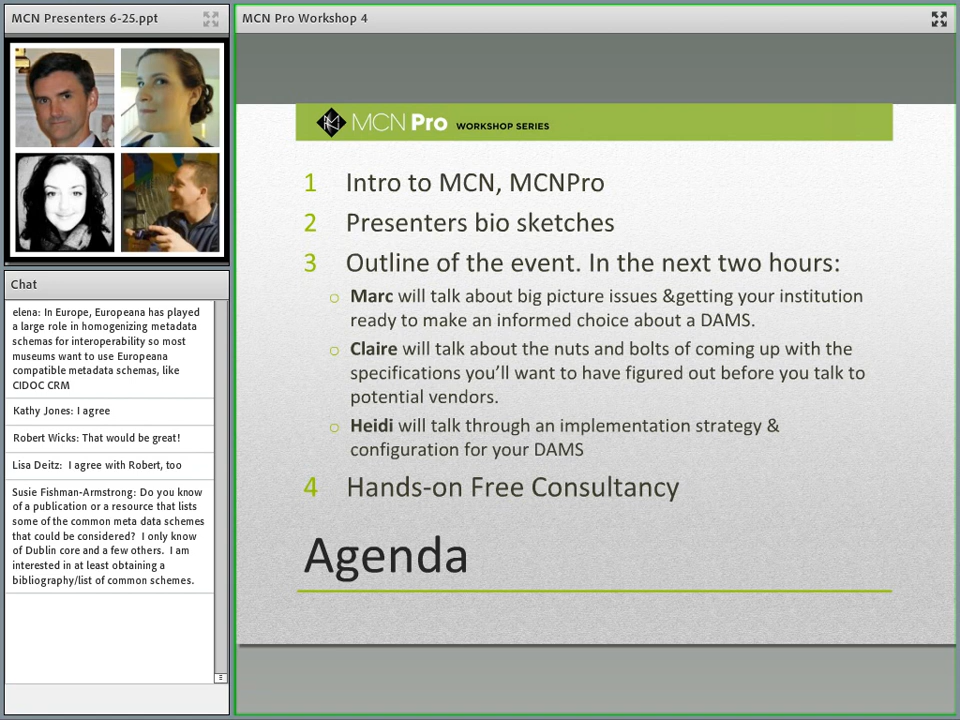 MCN Presenters 6-25.ppt
Chat
elena: In Europe, Europeana has played
a large role in homogenizing metadata
schemas for interoperability so most
museums want to use Europeana
compatible metadata schemas, like
CIDOC CRM
Kathy Jones: I agree
Robert Wicks: That would be great!
Lisa Deitz: I agree with Robert, too
Susie Fishman-Armstrong: Do you know
of a publication or a resource that lists
some of the common meta data schemes
that could be considered? I only know
of Dublin core and a few others. I am
interested in at least obtaining a
bibliography/list of common schemes.
MCN Pro Workshop 4
MCN Pro WORKSHOP SERIES
1 Intro to MCN, MCNPro
2 Presenters bio sketches
3 Outline of the event. In the next two hours:
o Marc will talk about big picture issues &getting your institution
ready to make an informed choice about a DAMS.
o Claire will talk about the nuts and bolts of coming up with the
specifications you'll want to have figured out before you talk to
potential vendors.
o Heidi will talk through an implementation strategy &
configuration for your DAMS
4 Hands-on Free Consultancy
Agenda